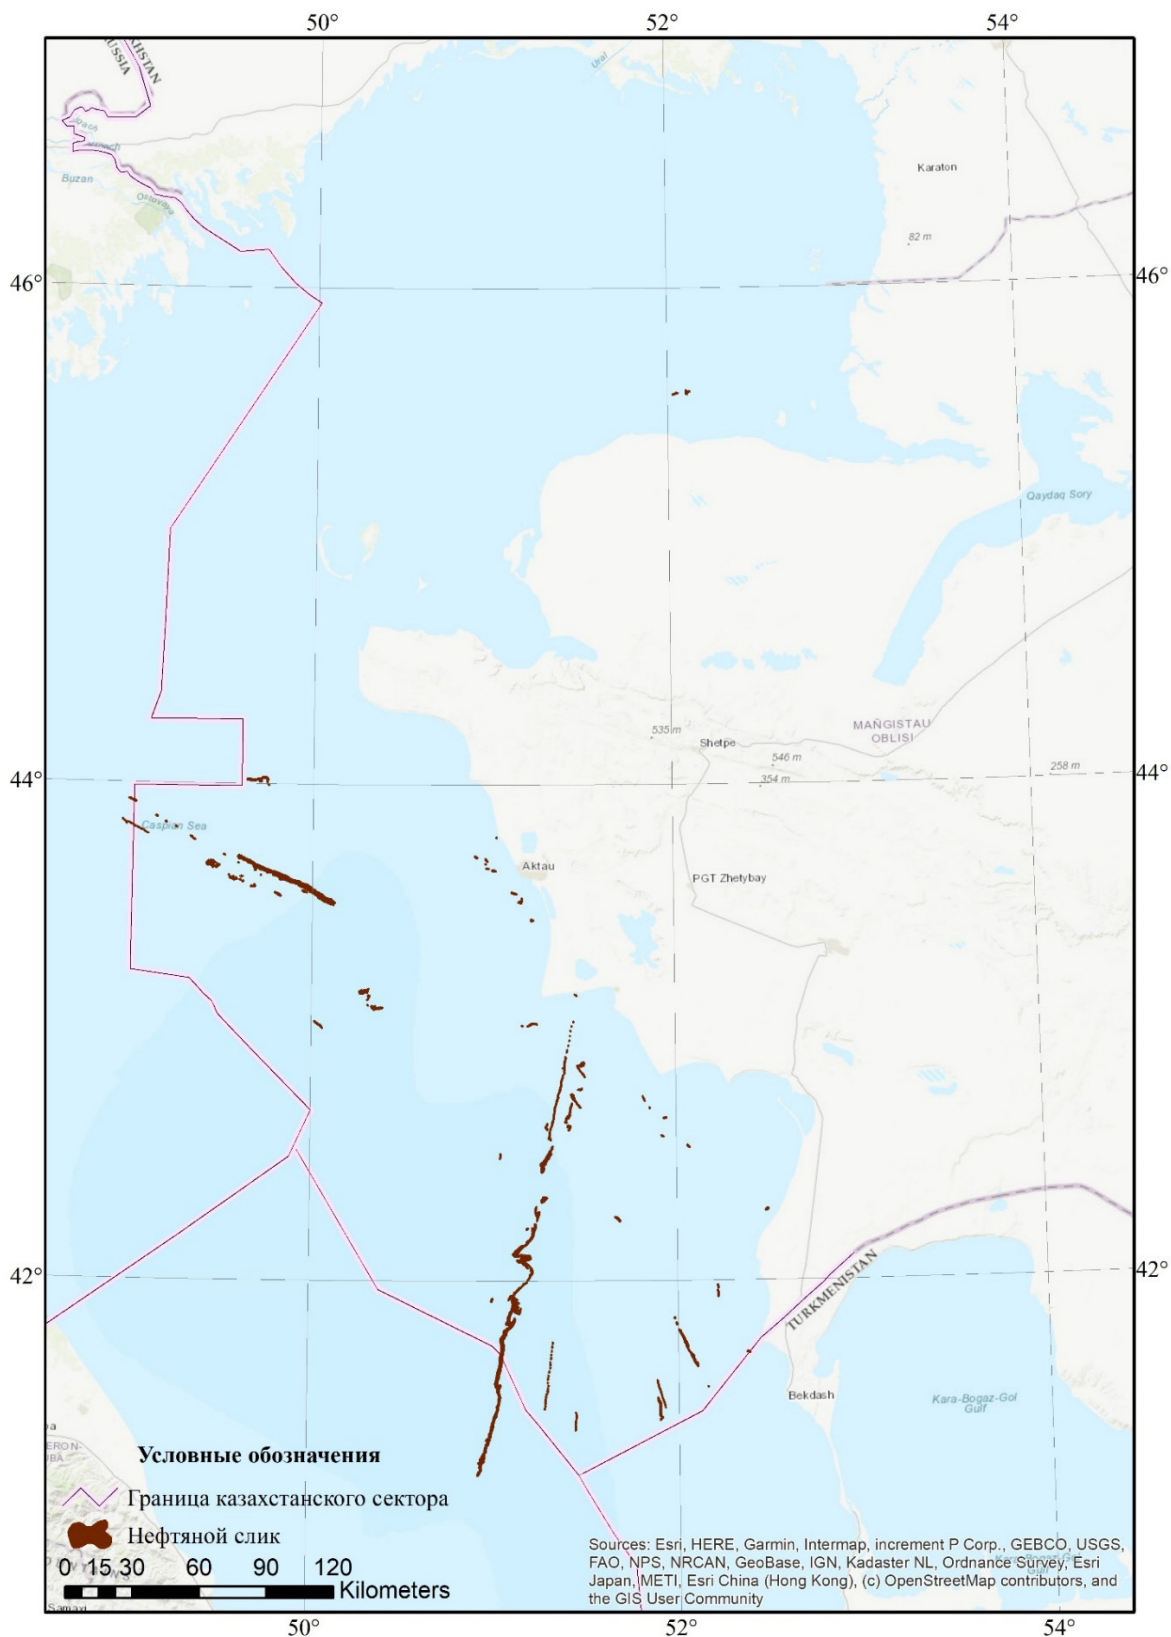 50°
52°
54°
KHSTAN
RUSSIA
Ural
Buzan
Karaton
82 m
46°
46°
Qaydaq Sory
MAÑGISTAU
OBLISI
535 m
Shetpe
546 m
354 m
258 m
44°
44°
Caspian Sea
Aktau
PGT Zhetybay
42°
42°
TURKMENISTAN
Bekdash
Kara-Bogaz-Gol
Gulf
Условные обозначения
Граница казахстанского сектора
Нефтяной слик
0 15 30 60 90 120
Kilometers
Sources: Esri, HERE, Garmin, Intermap, increment P Corp., GEBCO, USGS,
FAO, NPS, NRCAN, GeoBase, IGN, Kadaster NL, Ordnance Survey, Esri
Japan, METI, Esri China (Hong Kong), (c) OpenStreetMap contributors, and
the GIS User Community
50°
52°
54°